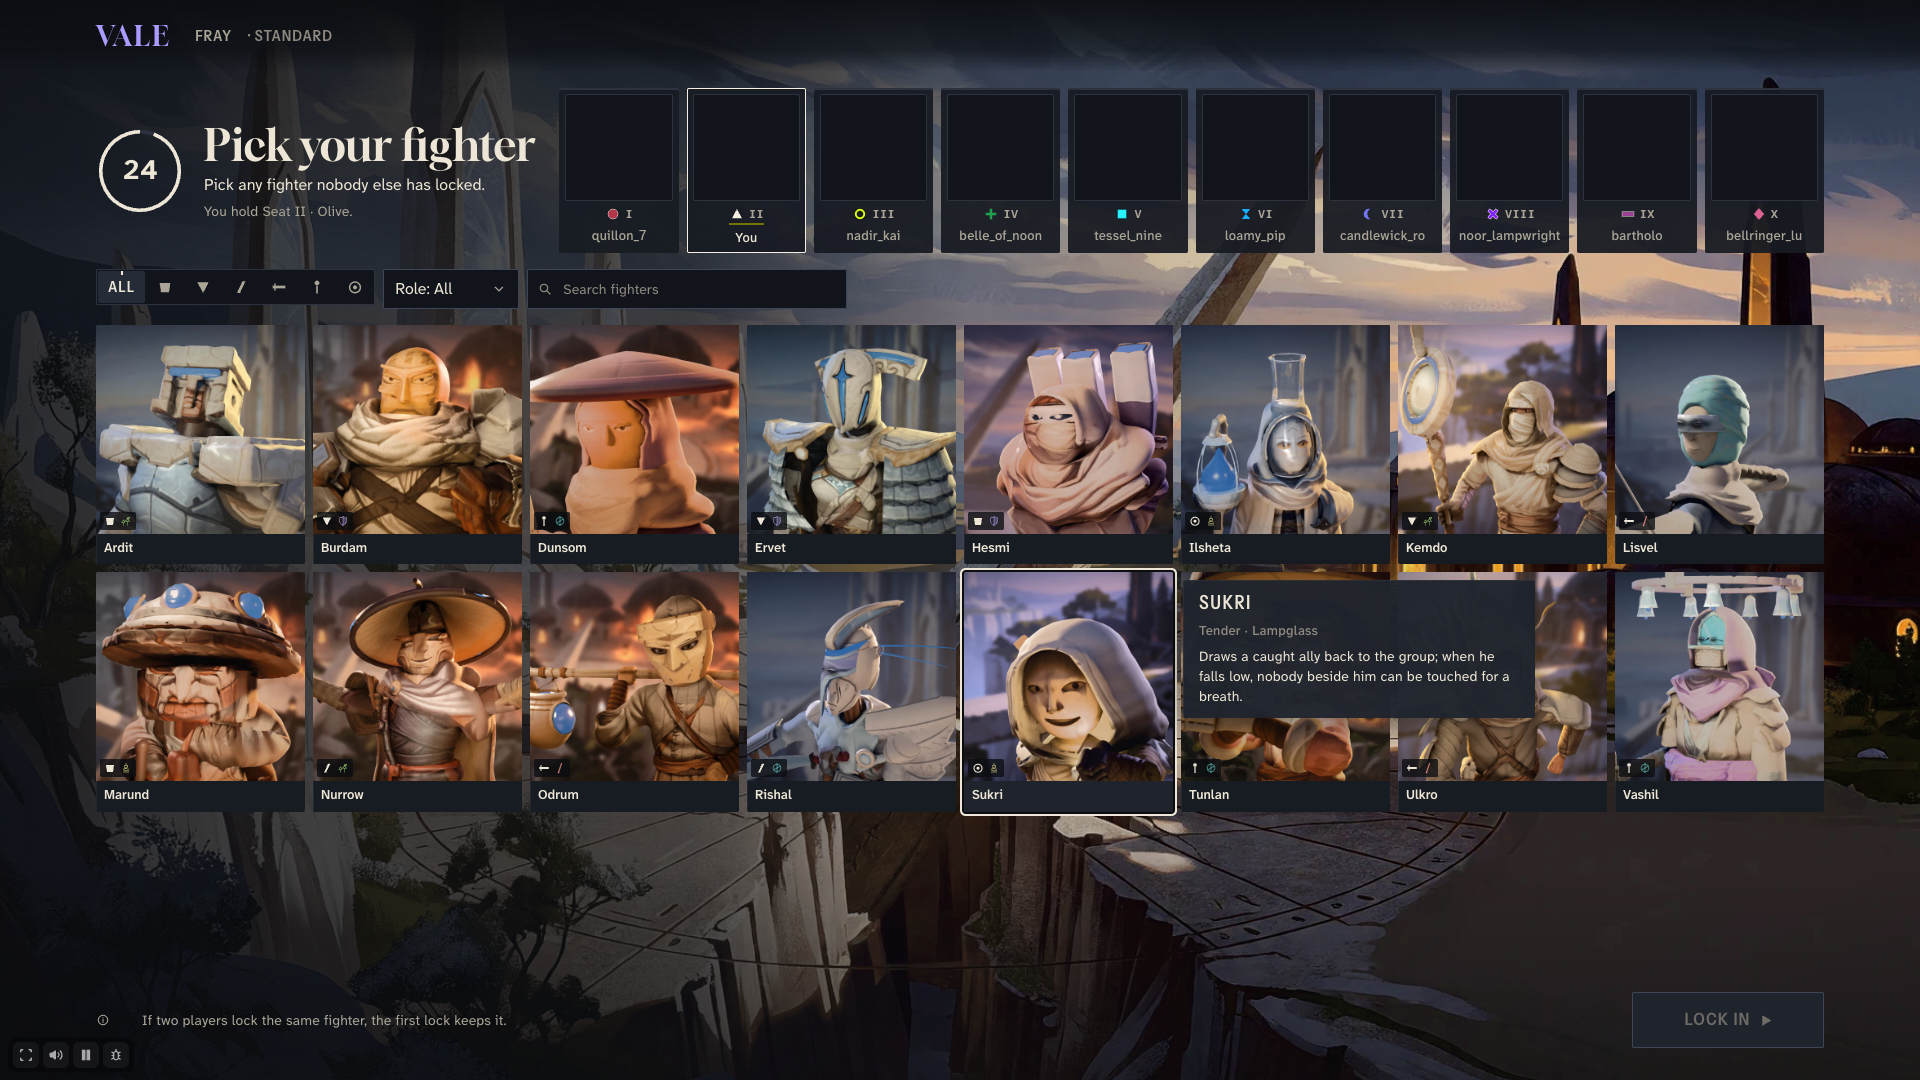 VALE FRAY · STANDARD
24
Pick your fighter
Pick any fighter nobody else has locked.
You hold Seat II · Olive.
I
quillon_7
II
You
III
nadir_kai
IV
belle_of_noon
V
tessel_nine
VI
loamy_pip
VII
candlewick_ro
VIII
noor_lampwright
IX
bartholo
X
bellringer_lu
ALL
Role: All
Search fighters
Ardit
Burdam
Dunsom
Ervet
Hesmi
Ilsheta
Kemdo
Lisvel
Marund
Nurrow
Odrum
Rishal
Sukri
SUKRI
Tender · Lampglass
Draws a caught ally back to the group; when he
falls low, nobody beside him can be touched for a
breath.
Tunlan
Ulkro
Vashil
If two players lock the same fighter, the first lock keeps it.
LOCK IN